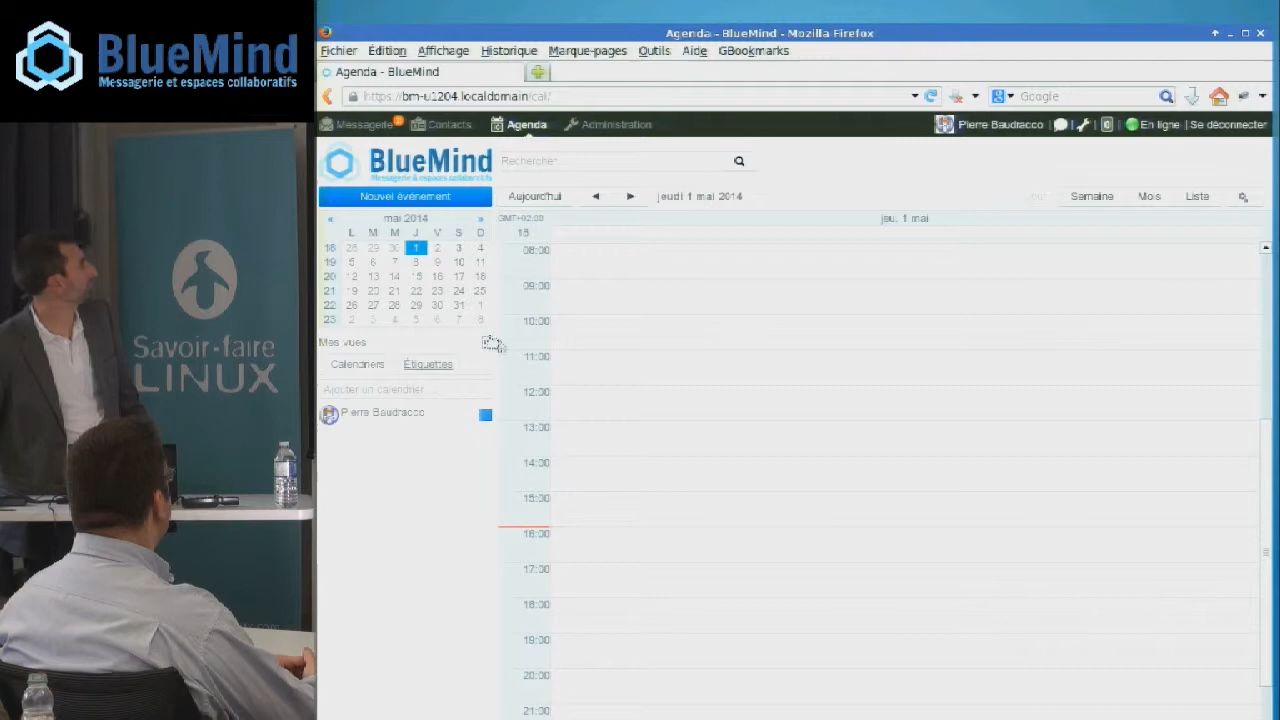 BlueMind
Messagerie et espaces collaboratifs
Savoir-faire
LINUX
Agenda - BlueMind - Mozilla Firefox
Fichier Édition Affichage Historique Marque-pages Outils Aide GBookmarks
Agenda - BlueMind
https://bm-u1204.localdomain/cal/
Google
Messagerie Contacts Agenda Administration
Pierre Baudracco En ligne | Se déconnecter
BlueMind
Messagerie & espaces collaboratifs
Rechercher
Nouvel événement
Aujourd'hui
jeudi 1 mai 2014
Semaine Mois Liste
« mai 2014 »
L M M J V S D
18 28 29 30 1 2 3 4
19 5 6 7 8 9 10 11
20 12 13 14 15 16 17 18
21 19 20 21 22 23 24 25
22 26 27 28 29 30 31 1
23 2 3 4 5 6 7 8
Mes vues
Calendriers Étiquettes
Ajouter un calendrier ...
Pierre Baudracco
GMT+02:00
jeu. 1 mai
15
08:00
09:00
10:00
11:00
12:00
13:00
14:00
15:00
16:00
17:00
18:00
19:00
20:00
21:00